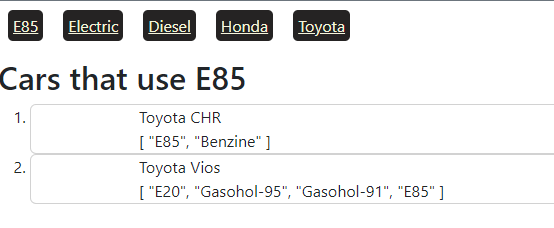 E85 Electric Diesel Honda Toyota
Cars that use E85
1. Toyota CHR
[ "E85", "Benzine" ]
2. Toyota Vios
[ "E20", "Gasohol-95", "Gasohol-91", "E85" ]